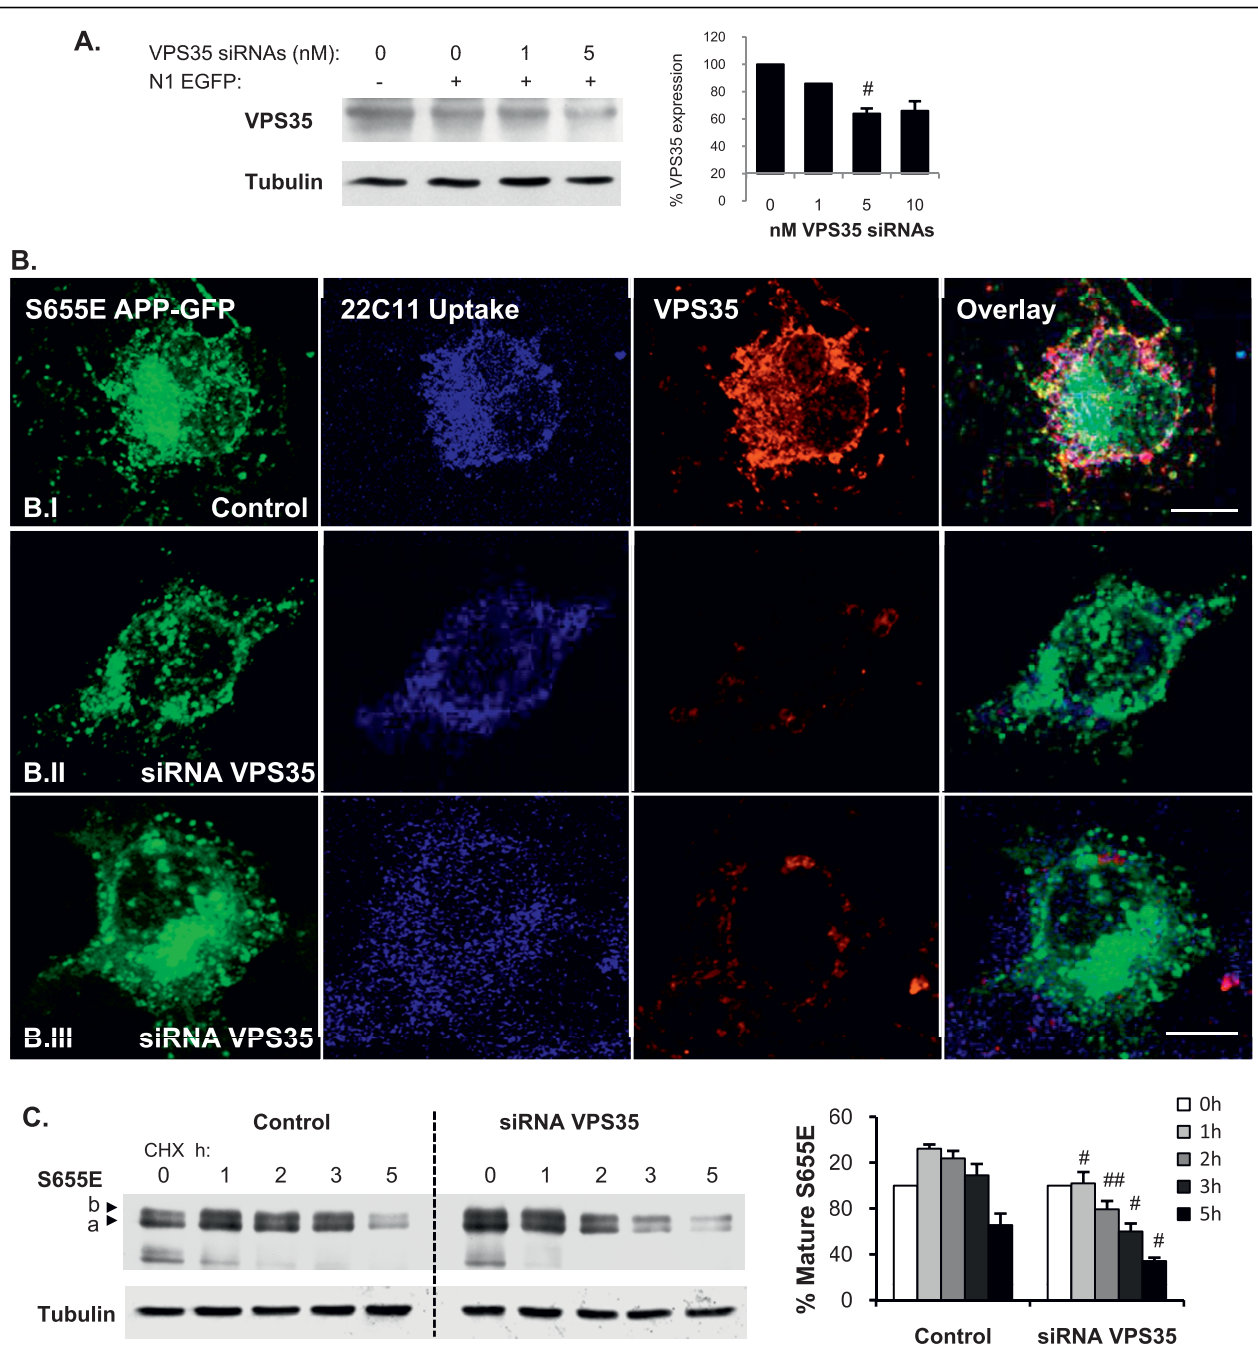 A.
VPS35 siRNAs (nM): 0 0 1 5
N1 EGFP: - + + +
VPS35
Tubulin
% VPS35 expression
120
100
80
60
40
20
0
#
0 1 5 10
nM VPS35 siRNAs
B.
S655E APP-GFP 22C11 Uptake VPS35 Overlay
B.I Control
B.II siRNA VPS35
B.III siRNA VPS35
C.
Control siRNA VPS35
CHX h:
S655E 0 1 2 3 5 0 1 2 3 5
b
a
Tubulin
% Mature S655E
60
20
80
40
0
# ## # #
Control siRNA VPS35
0h
1h
2h
3h
5h